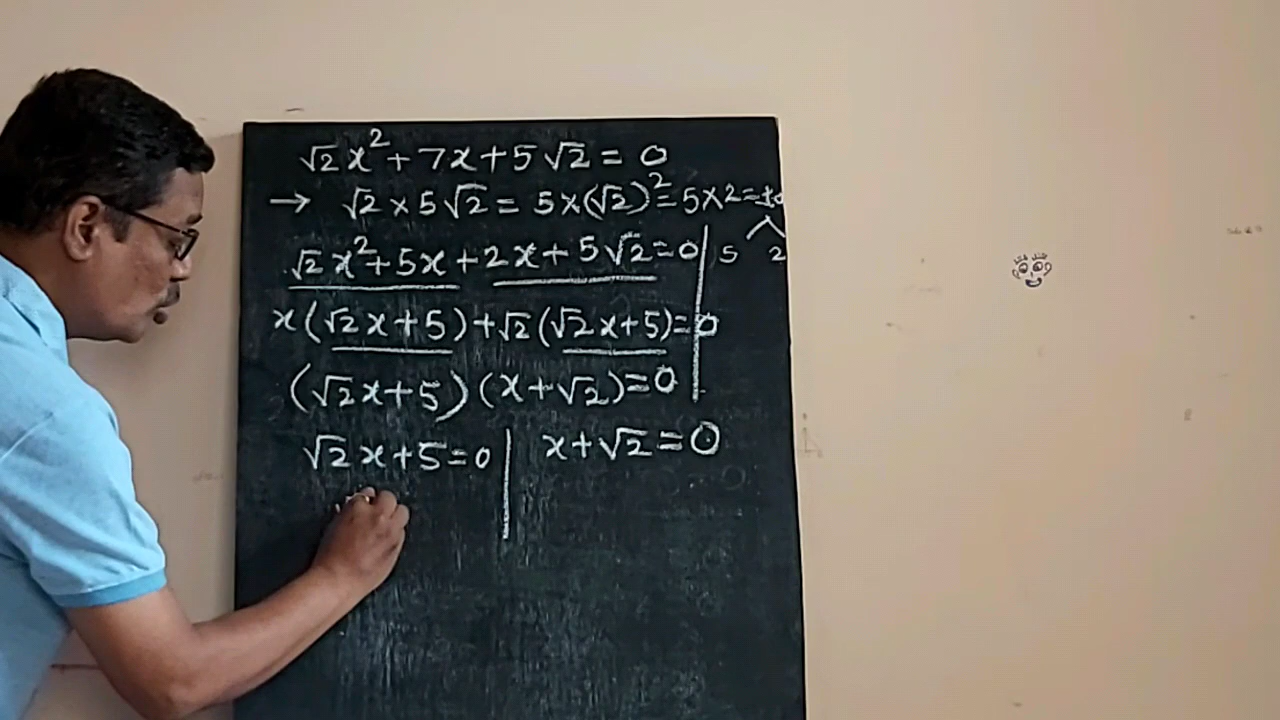 √2 x² + 7x + 5 √2 = 0
→ √2 × 5 √2 = 5 × (√2)² = 5 × 2 = 10
√2 x² + 5x + 2x + 5 √2 = 0 | 5 2
x (√2 x + 5) + √2 (√2 x + 5) = 0
(√2 x + 5) (x + √2) = 0
√2 x + 5 = 0 | x + √2 = 0